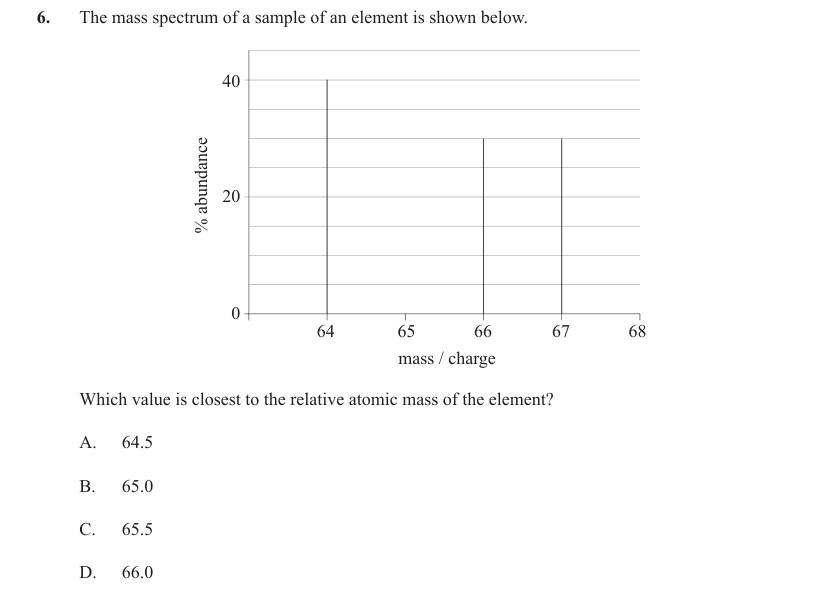 6. The mass spectrum of a sample of an element is shown below.
40
20
0
% abundance
64 65 66 67 68
mass / charge
Which value is closest to the relative atomic mass of the element?
A. 64.5
B. 65.0
C. 65.5
D. 66.0